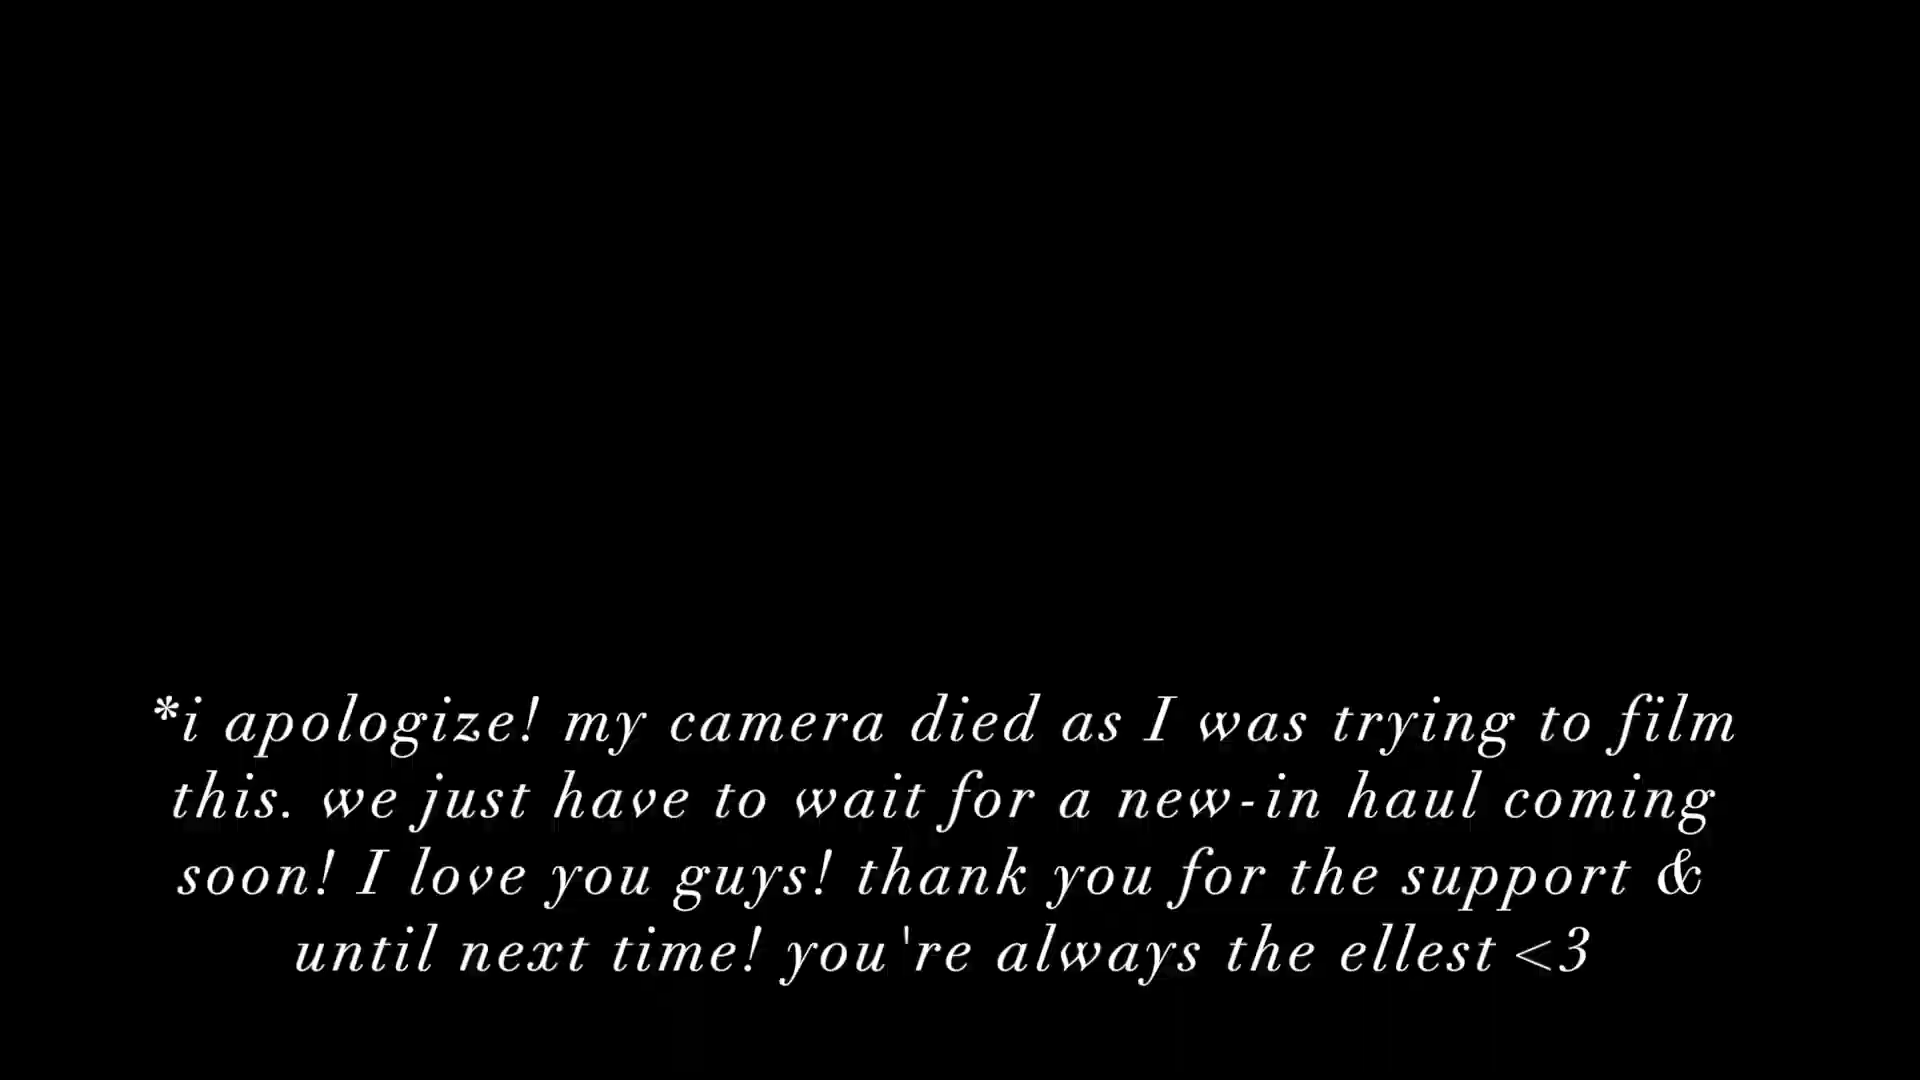 *i apologize! my camera died as I was trying to film
this. we just have to wait for a new-in haul coming
soon! I love you guys! thank you for the support &
until next time! you're always the ellest <3